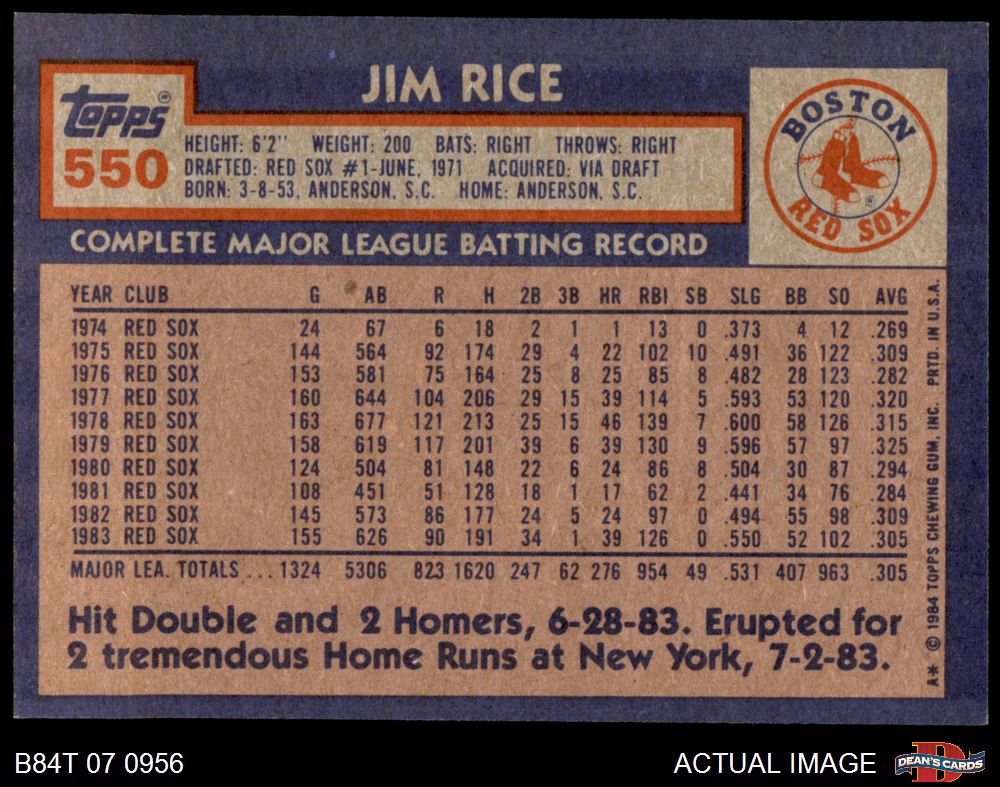 JIM RICE
Topps®
550
HEIGHT: 6'2'' WEIGHT: 200 BATS: RIGHT THROWS: RIGHT
DRAFTED: RED SOX #1-JUNE, 1971 ACQUIRED: VIA DRAFT
BORN: 3-8-53, ANDERSON, S.C. HOME: ANDERSON, S.C.
BOSTON
RED SOX
®
COMPLETE MAJOR LEAGUE BATTING RECORD
YEAR CLUB G AB R H 2B 3B HR RBI SB SLG BB SO AVG
1974 RED SOX 24 67 6 18 2 1 1 13 0 .373 4 12 .269
1975 RED SOX 144 564 92 174 29 4 22 102 10 .491 36 122 .309
1976 RED SOX 153 581 75 164 25 8 25 85 8 .482 28 123 .282
1977 RED SOX 160 644 104 206 29 15 39 114 5 .593 53 120 .320
1978 RED SOX 163 677 121 213 25 15 46 139 7 .600 58 126 .315
1979 RED SOX 158 619 117 201 39 6 39 130 9 .596 57 97 .325
1980 RED SOX 124 504 81 148 22 6 24 86 8 .504 30 87 .294
1981 RED SOX 108 451 51 128 18 1 17 62 2 .441 34 76 .284
1982 RED SOX 145 573 86 177 24 5 24 97 0 .494 55 98 .309
1983 RED SOX 155 626 90 191 34 1 39 126 0 .550 52 102 .305
MAJOR LEA. TOTALS ... 1324 5306 823 1620 247 62 276 954 49 .531 407 963 .305
Hit Double and 2 Homers, 6-28-83. Erupted for
2 tremendous Home Runs at New York, 7-2-83.
A* © 1984 TOPPS CHEWING GUM, INC. PRTD. IN U.S.A.
B84T 07 0956
ACTUAL IMAGE
DEAN'S CARDS